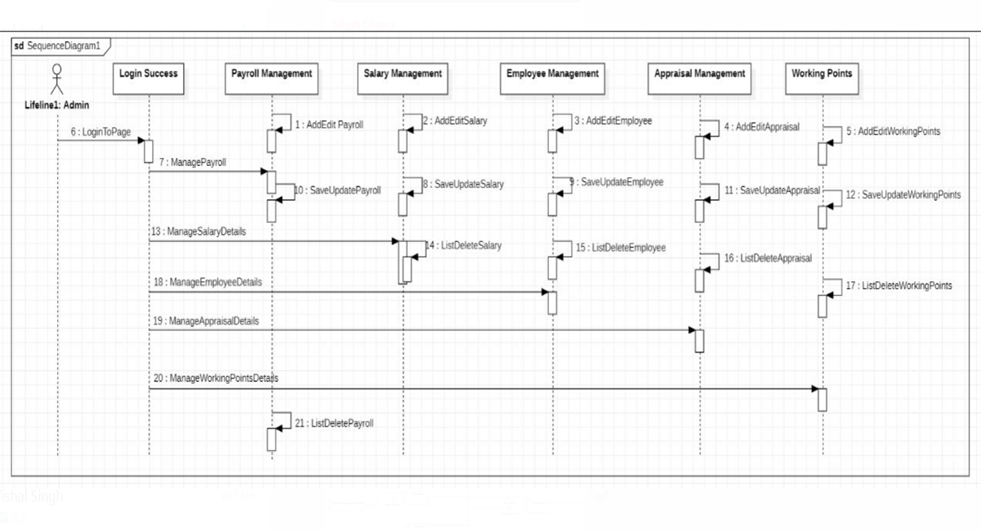 sd SequenceDiagram1
Login Success
Payroll Management
Salary Management
Employee Management
Appraisal Management
Working Points
Lifeline1: Admin
1 : AddEdit Payroll
2 : AddEditSalary
3 : AddEditEmployee
4 : AddEditAppraisal
5 : AddEditWorkingPoints
6 : LoginToPage
7 : ManagePayroll
8 : SaveUpdateSalary
9 : SaveUpdateEmployee
10 : SaveUpdatePayroll
11 : SaveUpdateAppraisal
12 : SaveUpdateWorkingPoints
13 : ManageSalaryDetails
14 : ListDeleteSalary
15 : ListDeleteEmployee
16 : ListDeleteAppraisal
18 : ManageEmployeeDetails
17 : ListDeleteWorkingPoints
19 : ManageAppraisalDetails
20 : ManageWorkingPointsDetails
21 : ListDeletePayroll
Singh